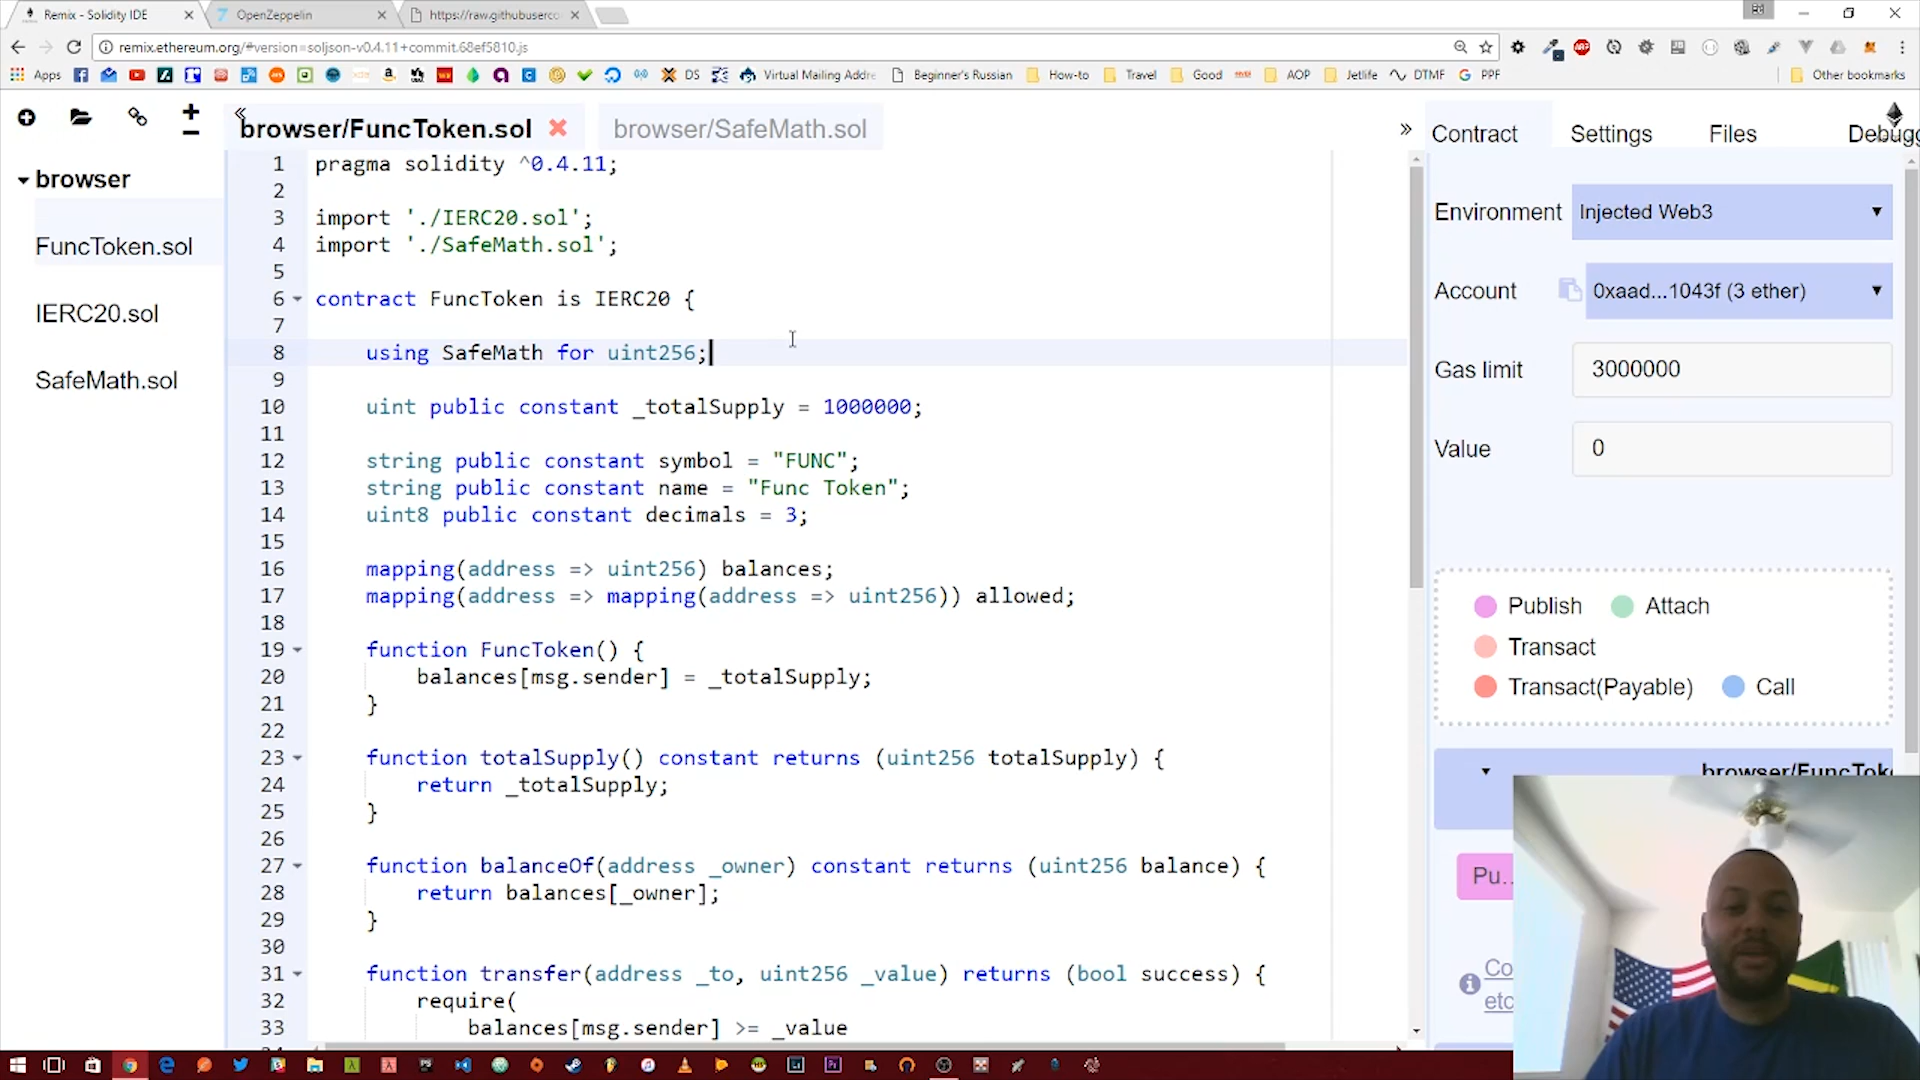 Remix - Solidity IDE
OpenZeppelin
https://raw.githubuserco
remix.ethereum.org/#version=soljson-v0.4.11+commit.68ef5810.js
Apps
DS
Virtual Mailing Addre
Beginner's Russian
How-to
Travel
Good
AOP
Jetlife
DTMF
PPF
Other bookmarks
browser/FuncToken.sol
browser/SafeMath.sol
Contract
Settings
Files
Debugg
browser
FuncToken.sol
IERC20.sol
SafeMath.sol
1 pragma solidity ^0.4.11;
2
3 import './IERC20.sol';
4 import './SafeMath.sol';
5
6 contract FuncToken is IERC20 {
7
8 using SafeMath for uint256;
9
10 uint public constant _totalSupply = 1000000;
11
12 string public constant symbol = "FUNC";
13 string public constant name = "Func Token";
14 uint8 public constant decimals = 3;
15
16 mapping(address => uint256) balances;
17 mapping(address => mapping(address => uint256)) allowed;
18
19 function FuncToken() {
20 balances[msg.sender] = _totalSupply;
21 }
22
23 function totalSupply() constant returns (uint256 totalSupply) {
24 return _totalSupply;
25 }
26
27 function balanceOf(address _owner) constant returns (uint256 balance) {
28 return balances[_owner];
29 }
30
31 function transfer(address _to, uint256 _value) returns (bool success) {
32 require(
33 balances[msg.sender] >= _value
Environment
Injected Web3
Account
0xaad...1043f (3 ether)
Gas limit
3000000
Value
0
Publish
Attach
Transact
Transact(Payable)
Call
browser/FuncTok
Pu...
Co
etc